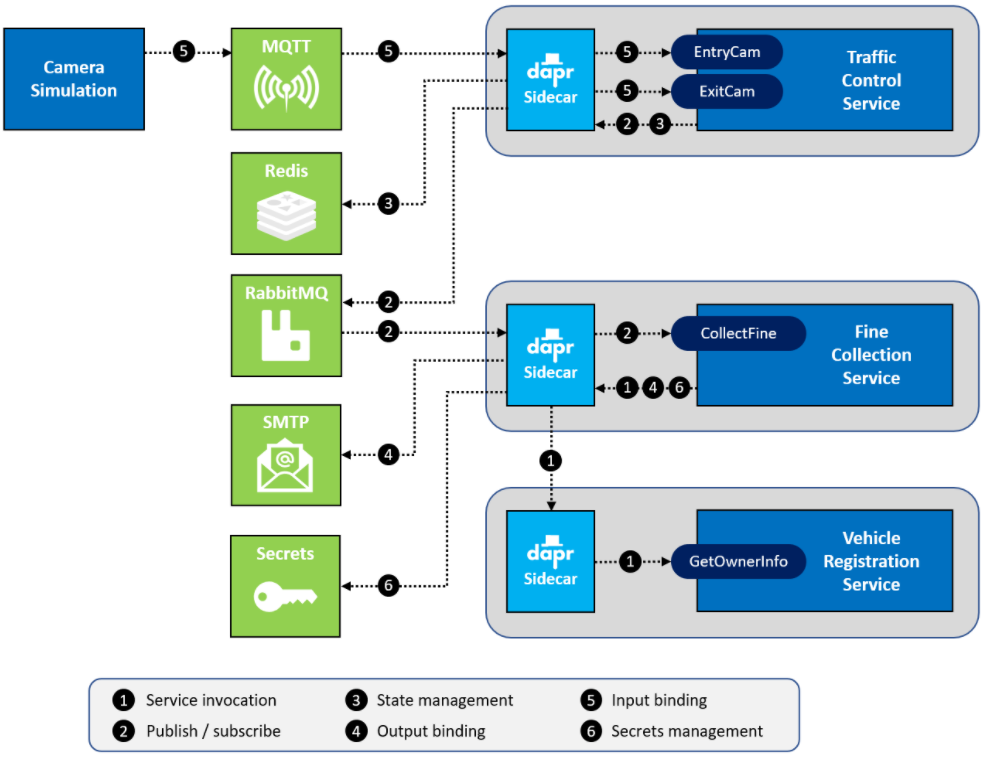 Camera
Simulation
5
MQTT
5
dapr
Sidecar
5
EntryCam
5
ExitCam
2 3
Traffic
Control
Service
Redis
3
RabbitMQ
2
2
dapr
Sidecar
2
CollectFine
1 4 6
Fine
Collection
Service
SMTP
@
4
1
Secrets
6
dapr
Sidecar
1
GetOwnerInfo
Vehicle
Registration
Service
1 Service invocation
3 State management
5 Input binding
2 Publish / subscribe
4 Output binding
6 Secrets management